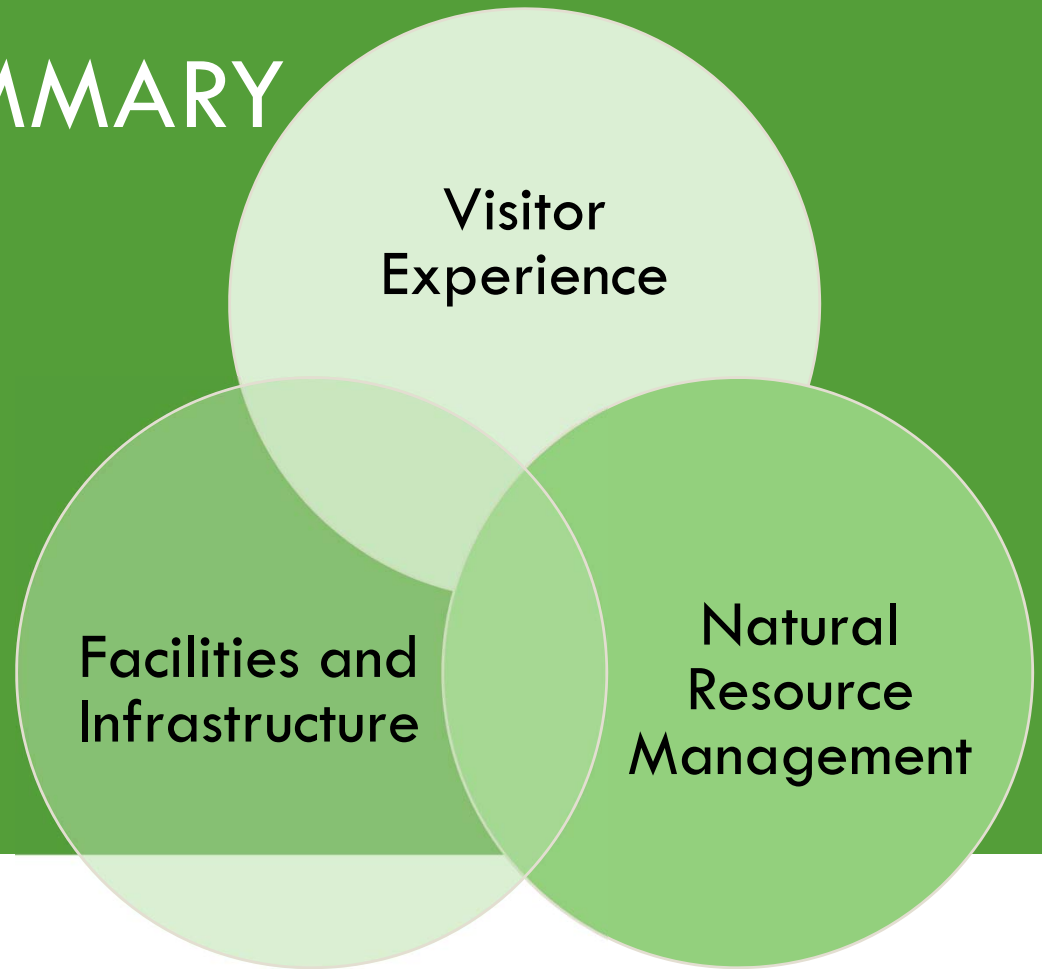 MMARY
Visitor
Experience
Facilities and
Infrastructure
Natural
Resource
Management